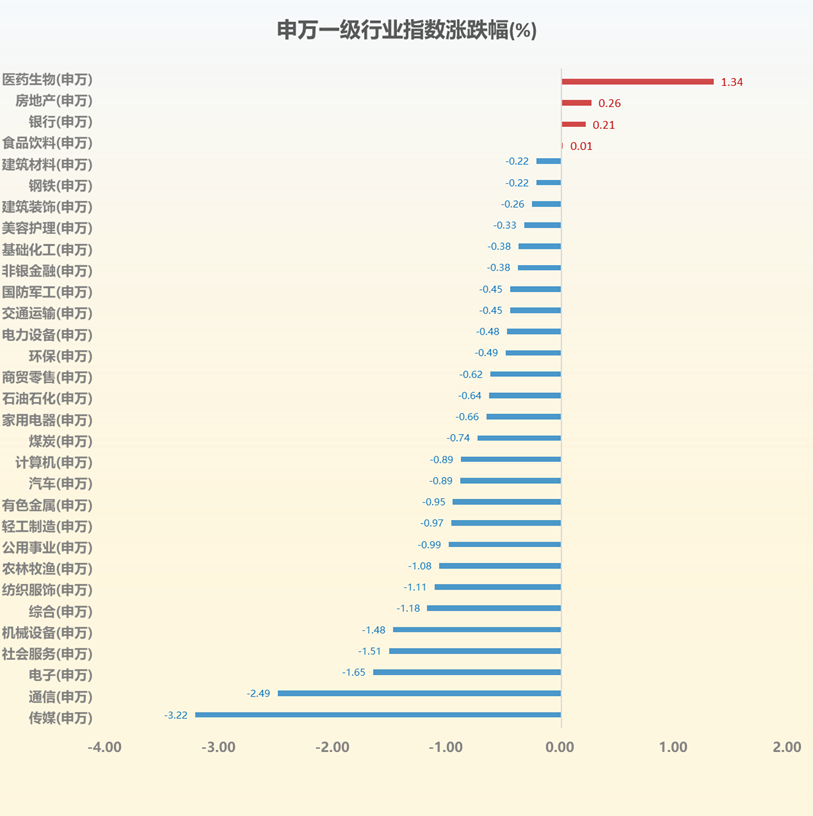 申万一级行业指数涨跌幅(%)
医药生物(申万) 1.34
房地产(申万) 0.26
银行(申万) 0.21
食品饮料(申万) 0.01
建筑材料(申万) -0.22
钢铁(申万) -0.22
建筑装饰(申万) -0.26
美容护理(申万) -0.33
基础化工(申万) -0.38
非银金融(申万) -0.38
国防军工(申万) -0.45
交通运输(申万) -0.45
电力设备(申万) -0.48
环保(申万) -0.49
商贸零售(申万) -0.62
石油石化(申万) -0.64
家用电器(申万) -0.66
煤炭(申万) -0.74
计算机(申万) -0.89
汽车(申万) -0.89
有色金属(申万) -0.95
轻工制造(申万) -0.97
公用事业(申万) -0.99
农林牧渔(申万) -1.08
纺织服饰(申万) -1.11
综合(申万) -1.18
机械设备(申万) -1.48
社会服务(申万) -1.51
电子(申万) -1.65
通信(申万) -2.49
传媒(申万) -3.22
-4.00 -3.00 -2.00 -1.00 0.00 1.00 2.00